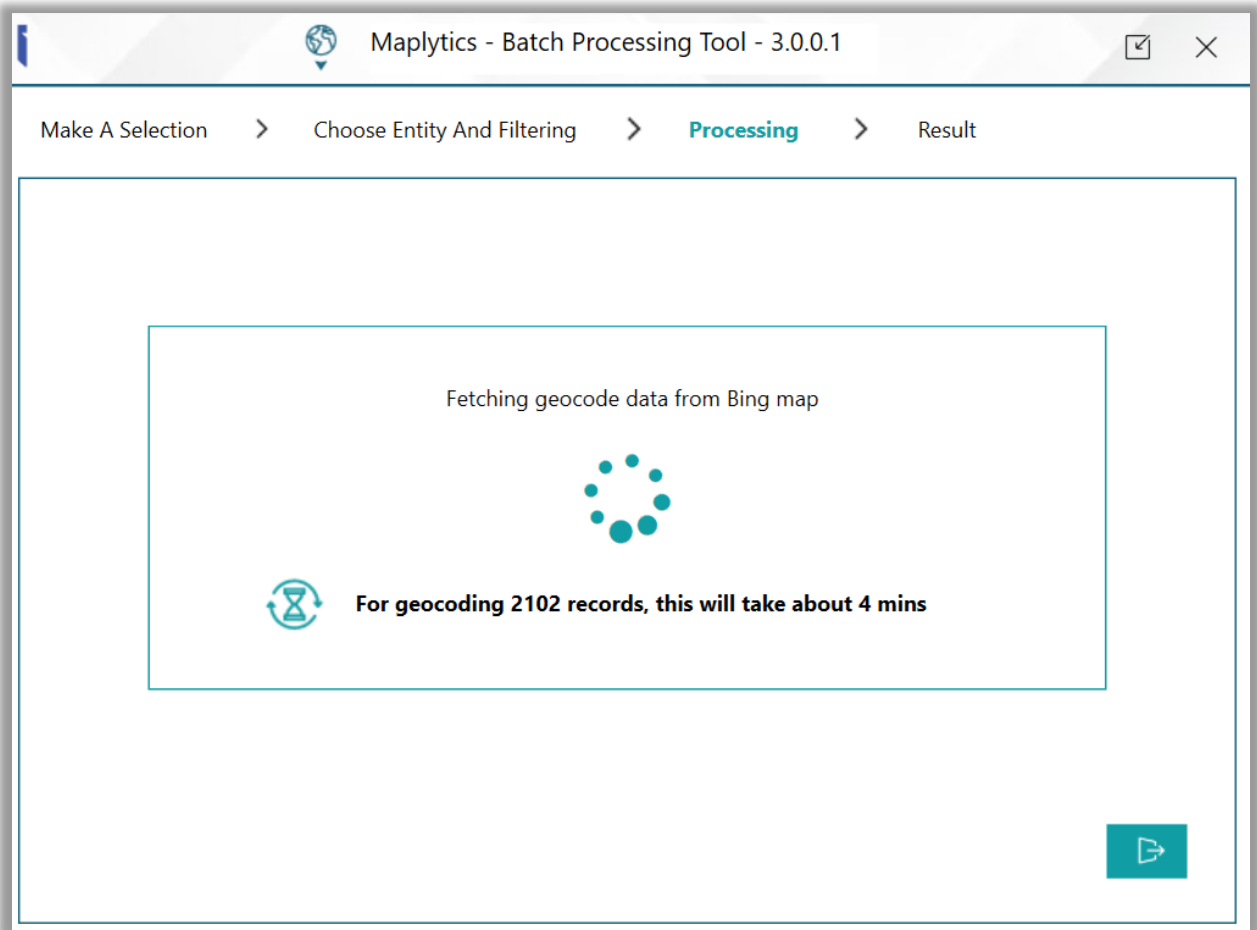 Maplytics - Batch Processing Tool - 3.0.0.1
Make A Selection > Choose Entity And Filtering > Processing > Result
Fetching geocode data from Bing map
For geocoding 2102 records, this will take about 4 mins